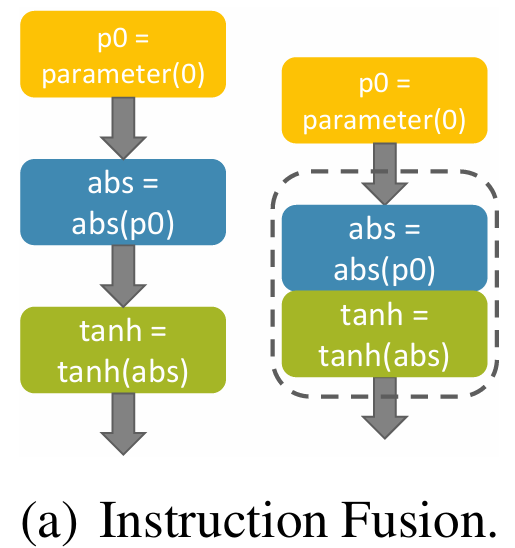 p0 =
parameter(0)
abs =
abs(p0)
tanh =
tanh(abs)
p0 =
parameter(0)
abs =
abs(p0)
tanh =
tanh(abs)
(a) Instruction Fusion.